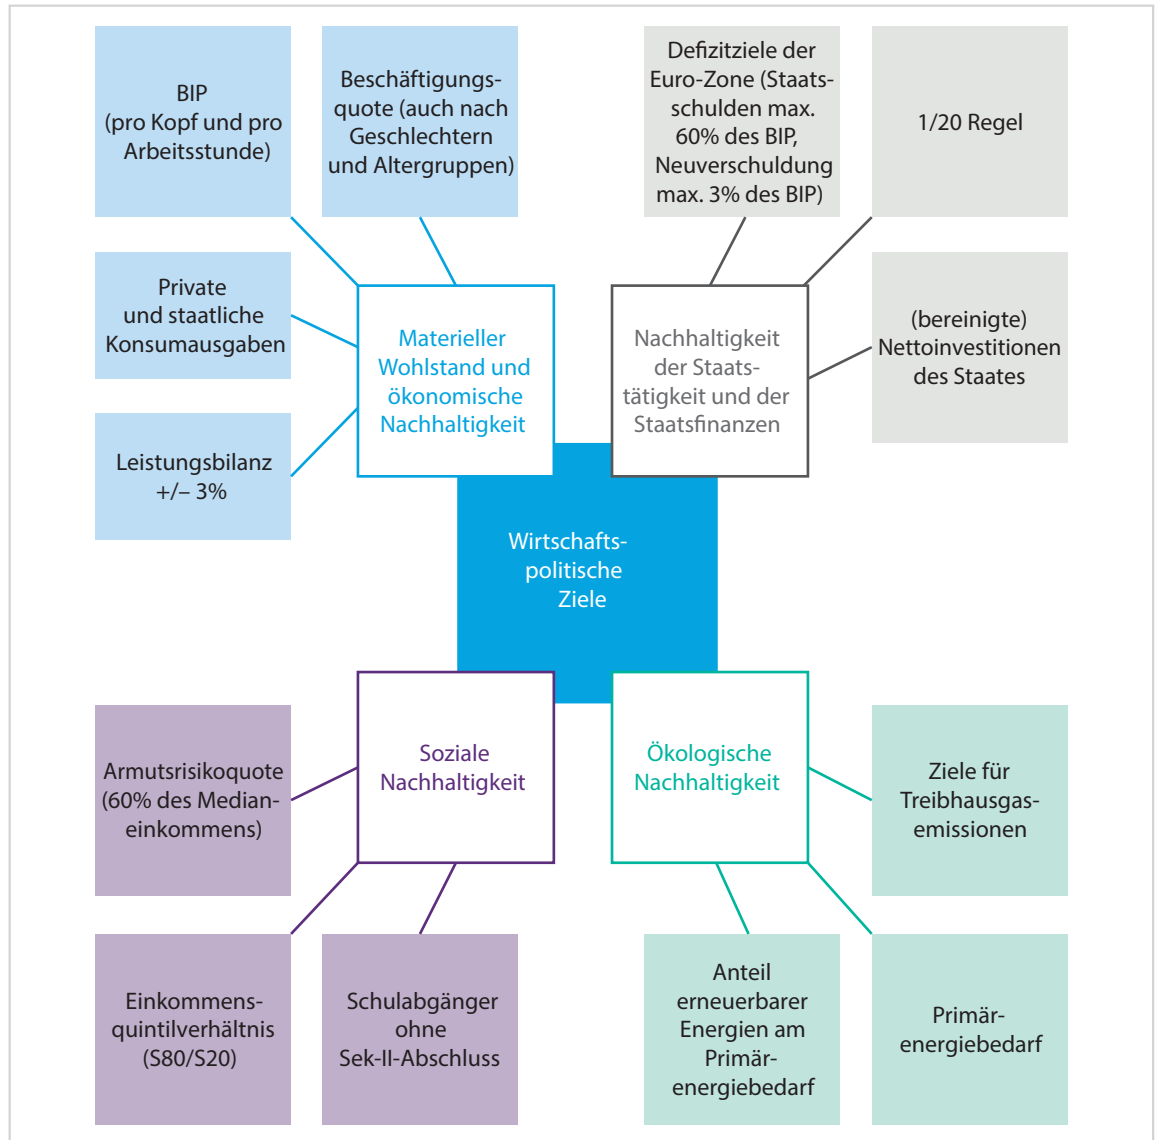 BIP
(pro Kopf und pro
Arbeitsstunde)
Beschäftigungs-
quote (auch nach
Geschlechtern
und Altergruppen)
Defizitziele der
Euro-Zone (Staats-
schulden max.
60% des BIP,
Neuverschuldung
max. 3% des BIP)
1/20 Regel
Private
und staatliche
Konsumausgaben
Materieller
Wohlstand und
ökonomische
Nachhaltigkeit
Nachhaltigkeit
der Staats-
tätigkeit und der
Staatsfinanzen
(bereinigte)
Nettoinvestitionen
des Staates
Leistungsbilanz
+/– 3%
Wirtschafts-
politische
Ziele
Armutsrisikoquote
(60% des Median-
einkommens)
Soziale
Nachhaltigkeit
Ökologische
Nachhaltigkeit
Ziele für
Treibhausgas-
emissionen
Einkommens-
quintilverhältnis
(S80/S20)
Schulabgänger
ohne
Sek-II-Abschluss
Anteil
erneuerbarer
Energien am
Primär-
energiebedarf
Primär-
energiebedarf